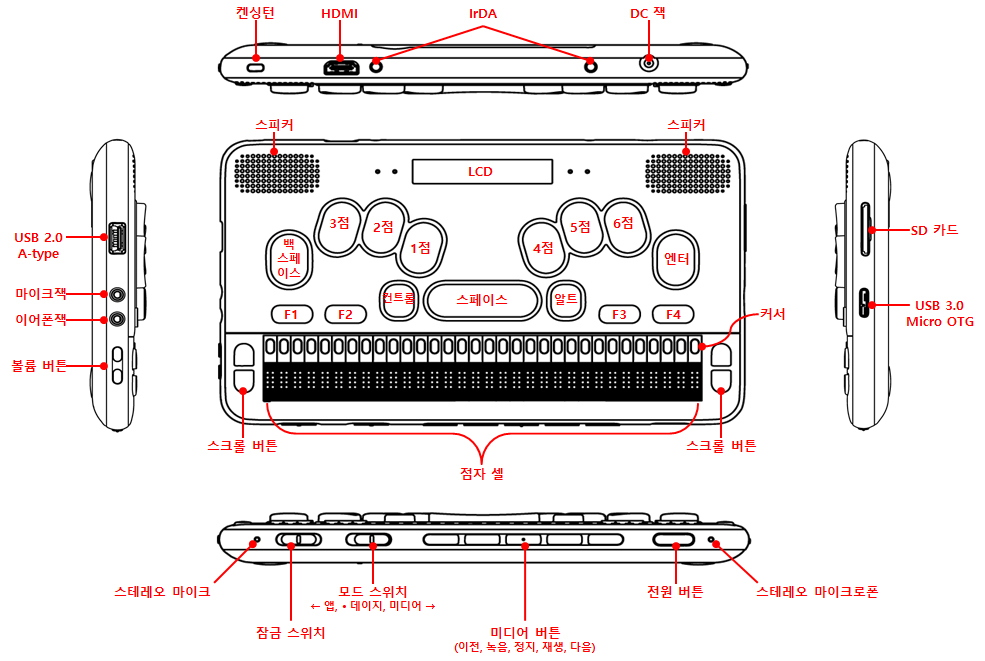 켄싱턴
HDMI
IrDA
DC 잭
스피커
스피커
LCD
3점
2점
1점
4점
5점
6점
백
스페
이스
엔터
컨트롤
스페이스
알트
F1
F2
F3
F4
USB 2.0
A-type
마이크잭
이어폰잭
볼륨 버튼
SD 카드
USB 3.0
Micro OTG
커서
스크롤 버튼
스크롤 버튼
점자 셀
스테레오 마이크
모드 스위치
← 앱, • 데이지, 미디어 →
잠금 스위치
미디어 버튼
(이전, 녹음, 정지, 재생, 다음)
전원 버튼
스테레오 마이크로폰